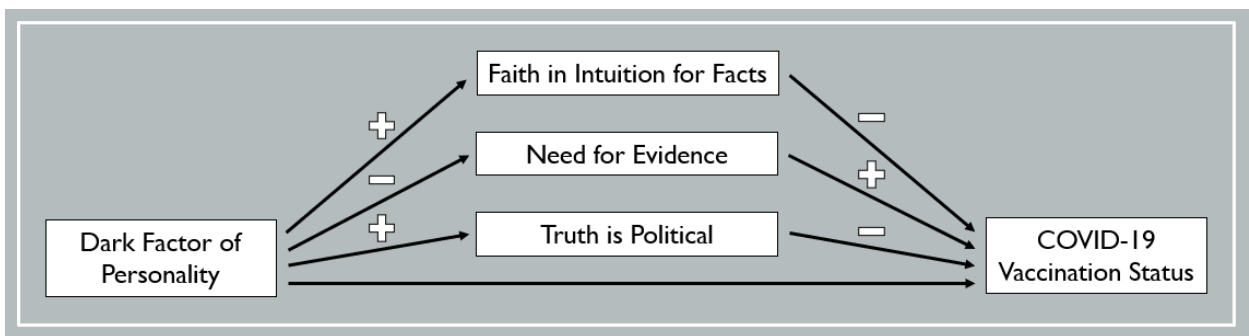 Faith in Intuition for Facts
+
−
−
Need for Evidence
+
+
Truth is Political
−
Dark Factor of
Personality
COVID-19
Vaccination Status